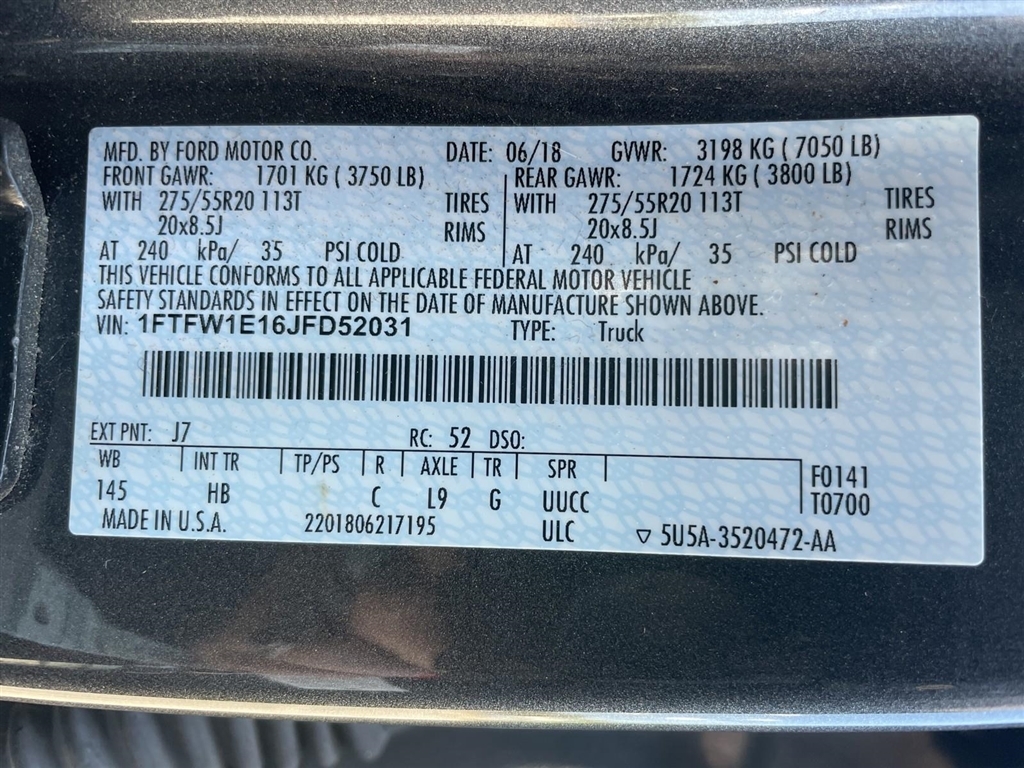 MFD. BY FORD MOTOR CO. DATE: 06/18 GVWR: 3198 KG ( 7050 LB)
FRONT GAWR: 1701 KG ( 3750 LB) REAR GAWR: 1724 KG ( 3800 LB)
WITH 275/55R20 113T TIRES WITH 275/55R20 113T TIRES
20x8.5J RIMS 20x8.5J RIMS
AT 240 kPa/ 35 PSI COLD AT 240 kPa/ 35 PSI COLD
THIS VEHICLE CONFORMS TO ALL APPLICABLE FEDERAL MOTOR VEHICLE
SAFETY STANDARDS IN EFFECT ON THE DATE OF MANUFACTURE SHOWN ABOVE.
VIN: 1FTFW1E16JFD52031 TYPE: Truck
EXT PNT: J7 RC: 52 DSO:
WB INT TR TP/PS R AXLE TR SPR F0141
145 HB C L9 G UUCC T0700
MADE IN U.S.A. 2201806217195 ULC ▽ 5U5A-3520472-AA